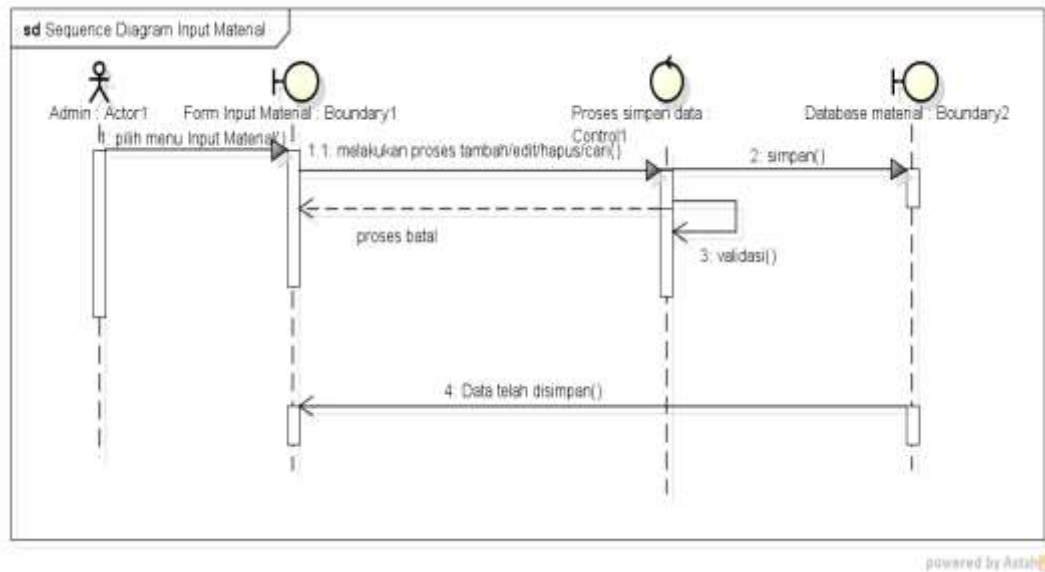 sd Sequence Diagram Input Material
Admin : Actor1
Form Input Material : Boundary1
Proses simpan data :
Control1
Database material : Boundary2
1: pilih menu Input Material()
1.1: melakukan proses tambah/edit/hapus/cari()
2: simpan()
proses batal
3: validasi()
4: Data telah disimpan()
powered by Astah